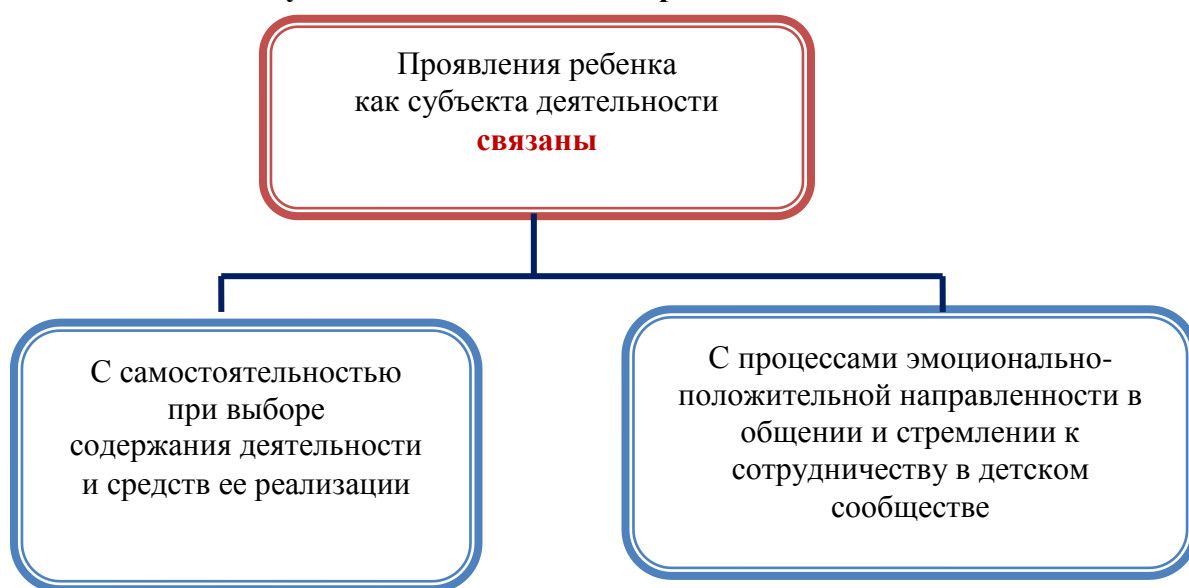 Проявления ребенка
как субъекта деятельности
связаны
С самостоятельностью
при выборе
содержания деятельности
и средств ее реализации
С процессами эмоционально-
положительной направленности в
общении и стремлении к
сотрудничеству в детском
сообществе